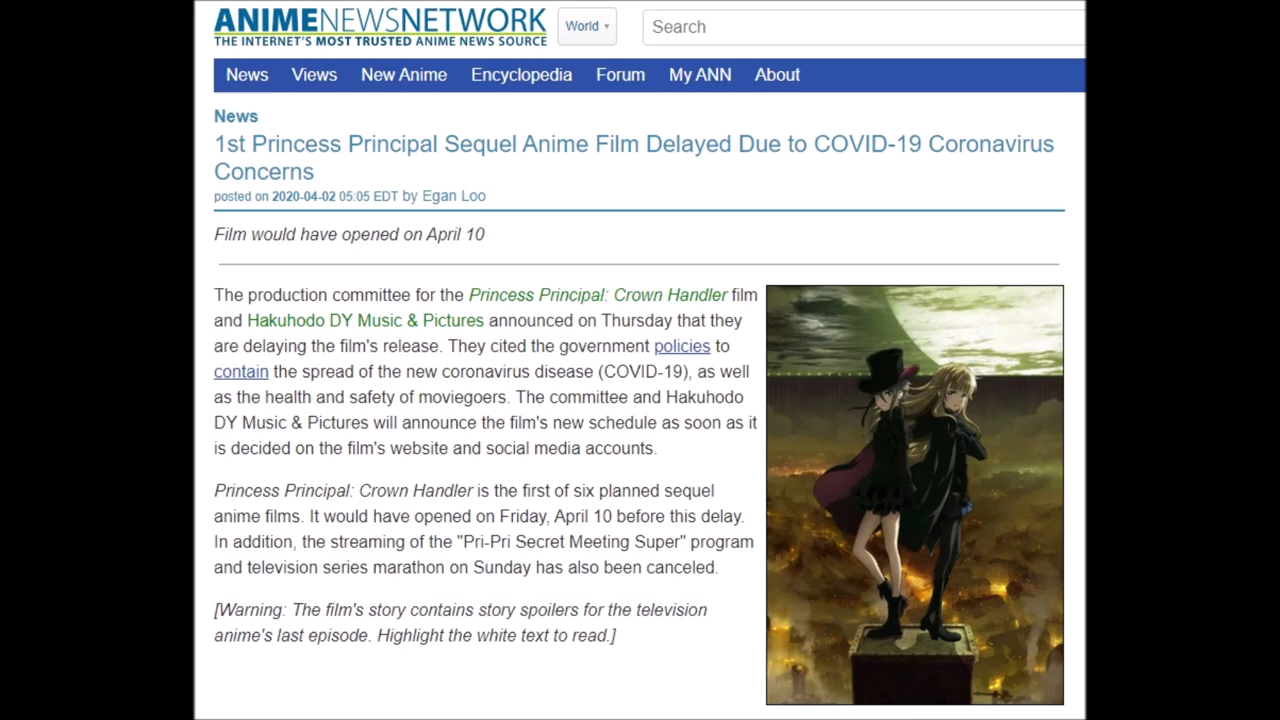 ANIMENEWSNETWORK
THE INTERNET'S MOST TRUSTED ANIME NEWS SOURCE
World
Search
News Views New Anime Encyclopedia Forum My ANN About
News
1st Princess Principal Sequel Anime Film Delayed Due to COVID-19 Coronavirus
Concerns
posted on 2020-04-02 05:05 EDT by Egan Loo
Film would have opened on April 10
The production committee for the Princess Principal: Crown Handler film
and Hakuhodo DY Music & Pictures announced on Thursday that they
are delaying the film's release. They cited the government policies to
contain the spread of the new coronavirus disease (COVID-19), as well
as the health and safety of moviegoers. The committee and Hakuhodo
DY Music & Pictures will announce the film's new schedule as soon as it
is decided on the film's website and social media accounts.
Princess Principal: Crown Handler is the first of six planned sequel
anime films. It would have opened on Friday, April 10 before this delay.
In addition, the streaming of the "Pri-Pri Secret Meeting Super" program
and television series marathon on Sunday has also been canceled.
[Warning: The film's story contains story spoilers for the television
anime's last episode. Highlight the white text to read.]